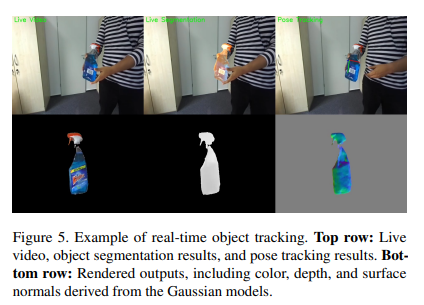 Live Video
Live Segmentation
Pose Tracking
Figure 5. Example of real-time object tracking. Top row: Live
video, object segmentation results, and pose tracking results. Bot-
tom row: Rendered outputs, including color, depth, and surface
normals derived from the Gaussian models.